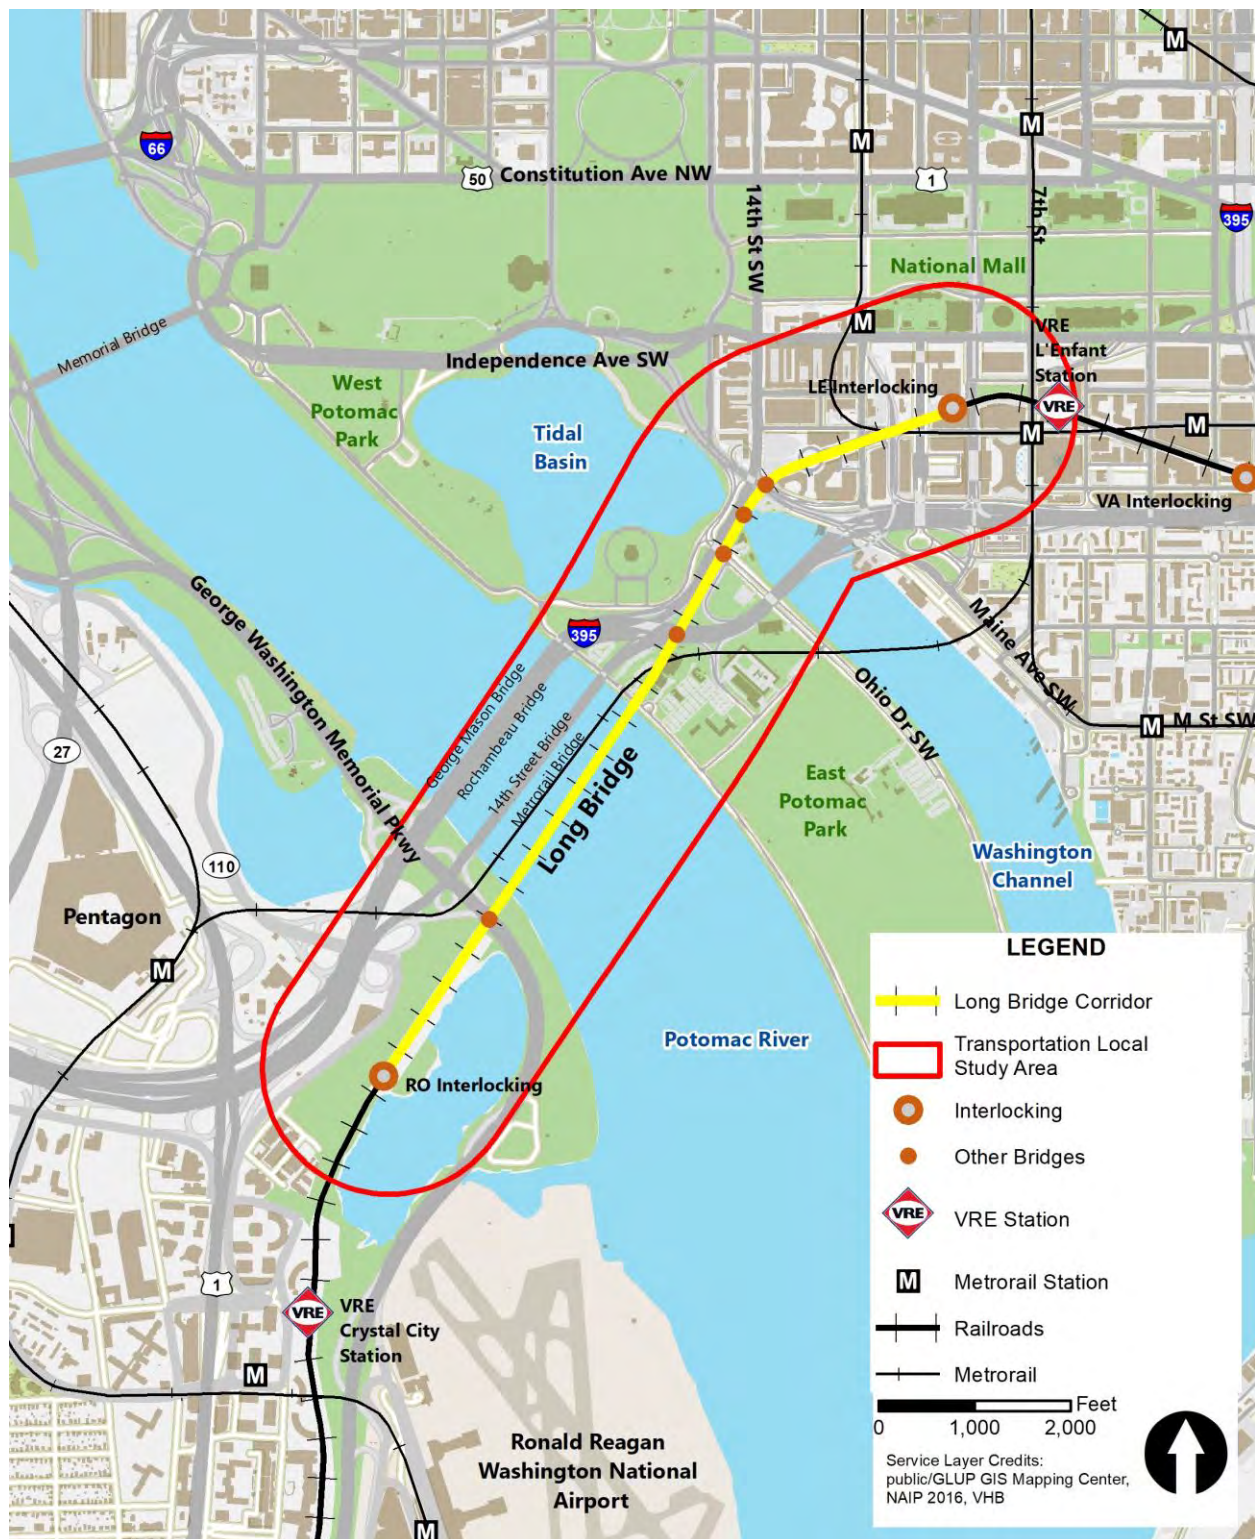 M
66
M
M
50
Constitution Ave NW
1
14th St SW
7th St
395
National Mall
Memorial Bridge
M
VRE
L'Enfant
Station
Independence Ave SW
West
Potomac
Park
LE Interlocking
VRE
M
M
Tidal
Basin
VA Interlocking
George Washington Memorial Pkwy
395
Maine Ave SW
George Mason Bridge
Rochambeau Bridge
14th Street Bridge
Metrorail Bridge
Long Bridge
Ohio Dr SW
M
M St SW
27
East
Potomac
Park
110
Washington
Channel
Pentagon
M
Potomac River
RO Interlocking
1
VRE
VRE
Crystal City
Station
M
Ronald Reagan
Washington National
Airport
M
LEGEND
Long Bridge Corridor
Transportation Local
Study Area
Interlocking
Other Bridges
VRE
VRE Station
M
Metrorail Station
Railroads
Metrorail
Feet
0 1,000 2,000
Service Layer Credits:
public/GLUP GIS Mapping Center,
NAIP 2016, VHB